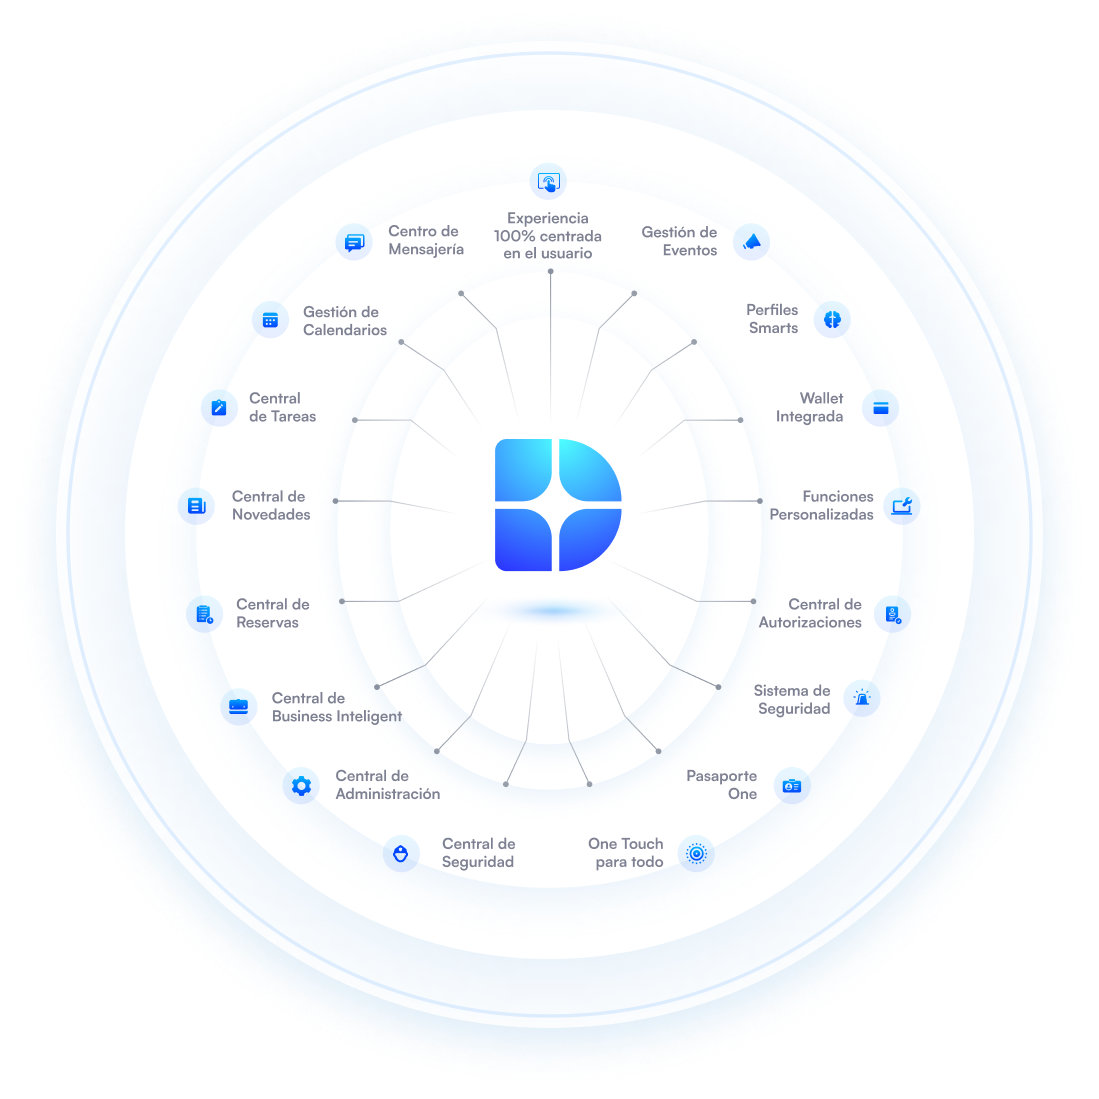 Experiencia
100% centrada
en el usuario
Centro de
Mensajería
Gestión de
Eventos
Gestión de
Calendarios
Perfiles
Smarts
Central
de Tareas
Wallet
Integrada
Central de
Novedades
Funciones
Personalizadas
Central de
Reservas
Central de
Autorizaciones
Central de
Business Inteligent
Sistema de
Seguridad
Central de
Administración
Pasaporte
One
Central de
Seguridad
One Touch
para todo